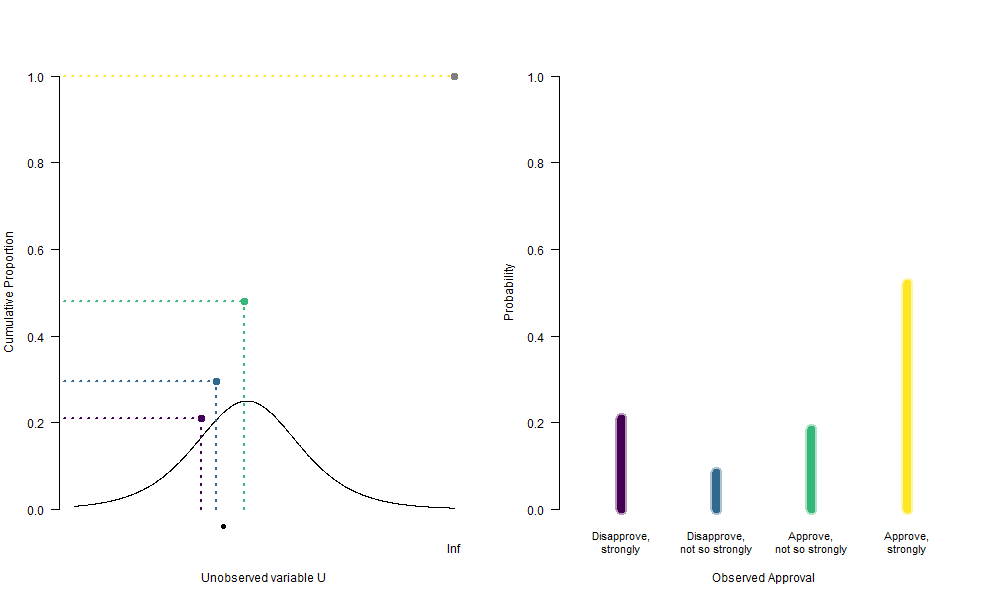 1.0
0.8
0.6
0.4
0.2
0.0
Cumulative Proportion
Inf
Unobserved variable U
1.0
0.8
0.6
0.4
0.2
0.0
Probability
Disapprove,
strongly
Disapprove,
not so strongly
Approve,
not so strongly
Approve,
strongly
Observed Approval